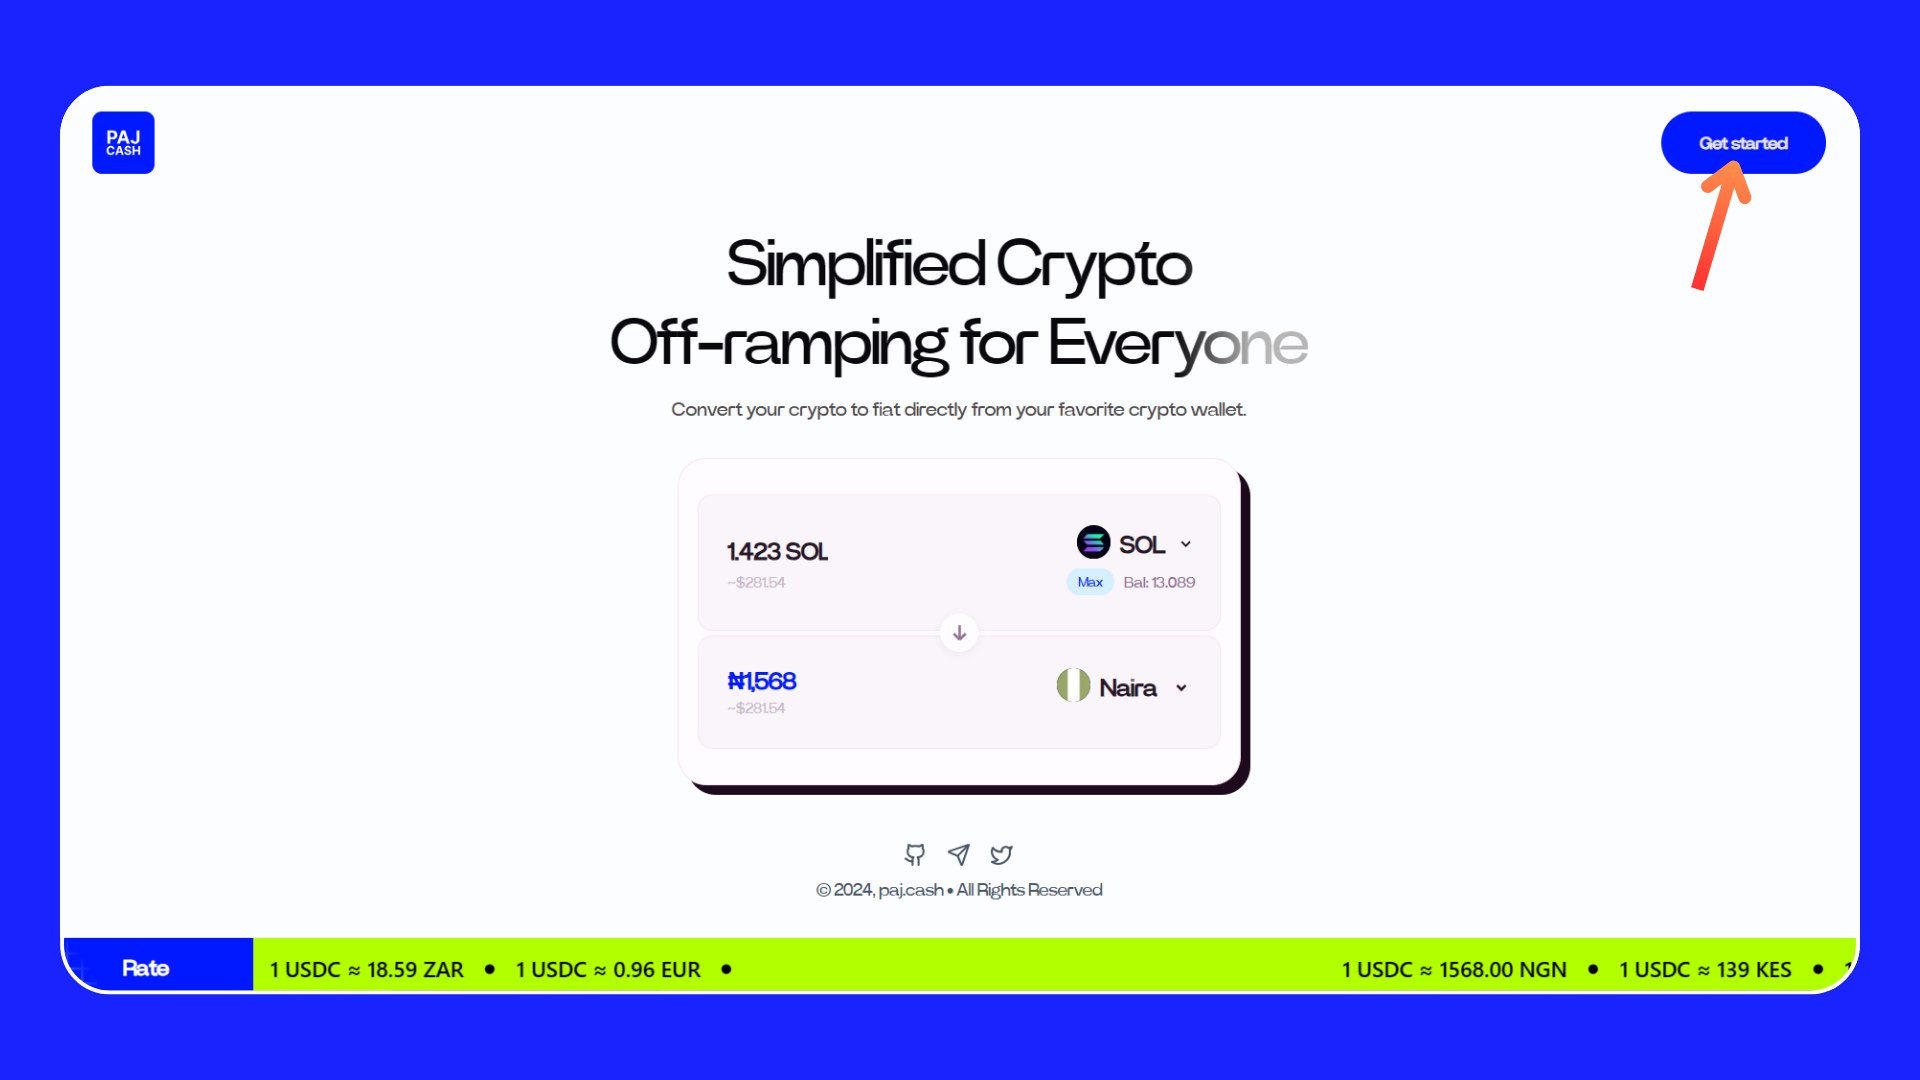 PAJ
CASH
Get started
Simplified Crypto
Off-ramping for Everyone
Convert your crypto to fiat directly from your favorite crypto wallet.
1.423 SOL
~$281.54
SOL
Max
Bal: 13.089
₦1,568
~$281.54
Naira
© 2024, paj.cash • All Rights Reserved
Rate
1 USDC ≈ 18.59 ZAR • 1 USDC ≈ 0.96 EUR • 1 USDC ≈ 1568.00 NGN • 1 USDC ≈ 139 KES •